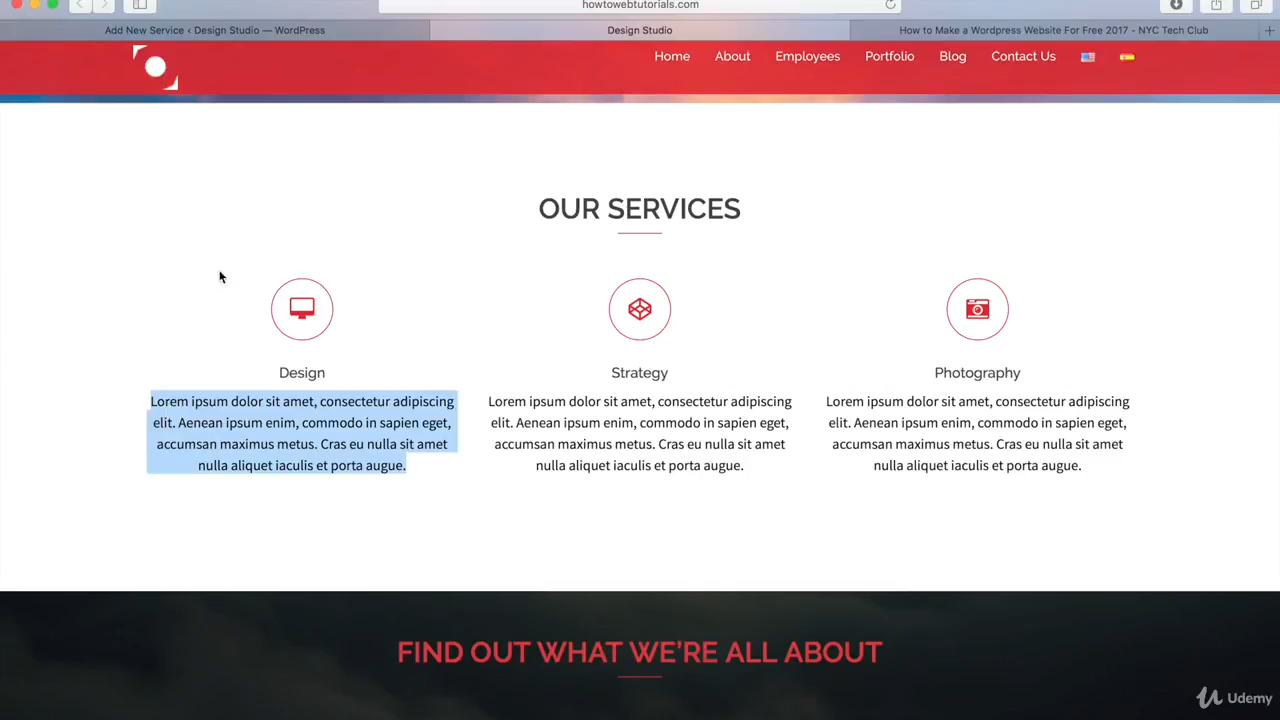 howtowebtutorials.com
Add New Service ‹ Design Studio — WordPress
Design Studio
How to Make a Wordpress Website For Free 2017 - NYC Tech Club
Home About Employees Portfolio Blog Contact Us
OUR SERVICES
Design
Lorem ipsum dolor sit amet, consectetur adipiscing
elit. Aenean ipsum enim, commodo in sapien eget,
accumsan maximus metus. Cras eu nulla sit amet
nulla aliquet iaculis et porta augue.
Strategy
Lorem ipsum dolor sit amet, consectetur adipiscing
elit. Aenean ipsum enim, commodo in sapien eget,
accumsan maximus metus. Cras eu nulla sit amet
nulla aliquet iaculis et porta augue.
Photography
Lorem ipsum dolor sit amet, consectetur adipiscing
elit. Aenean ipsum enim, commodo in sapien eget,
accumsan maximus metus. Cras eu nulla sit amet
nulla aliquet iaculis et porta augue.
FIND OUT WHAT WE'RE ALL ABOUT
Udemy